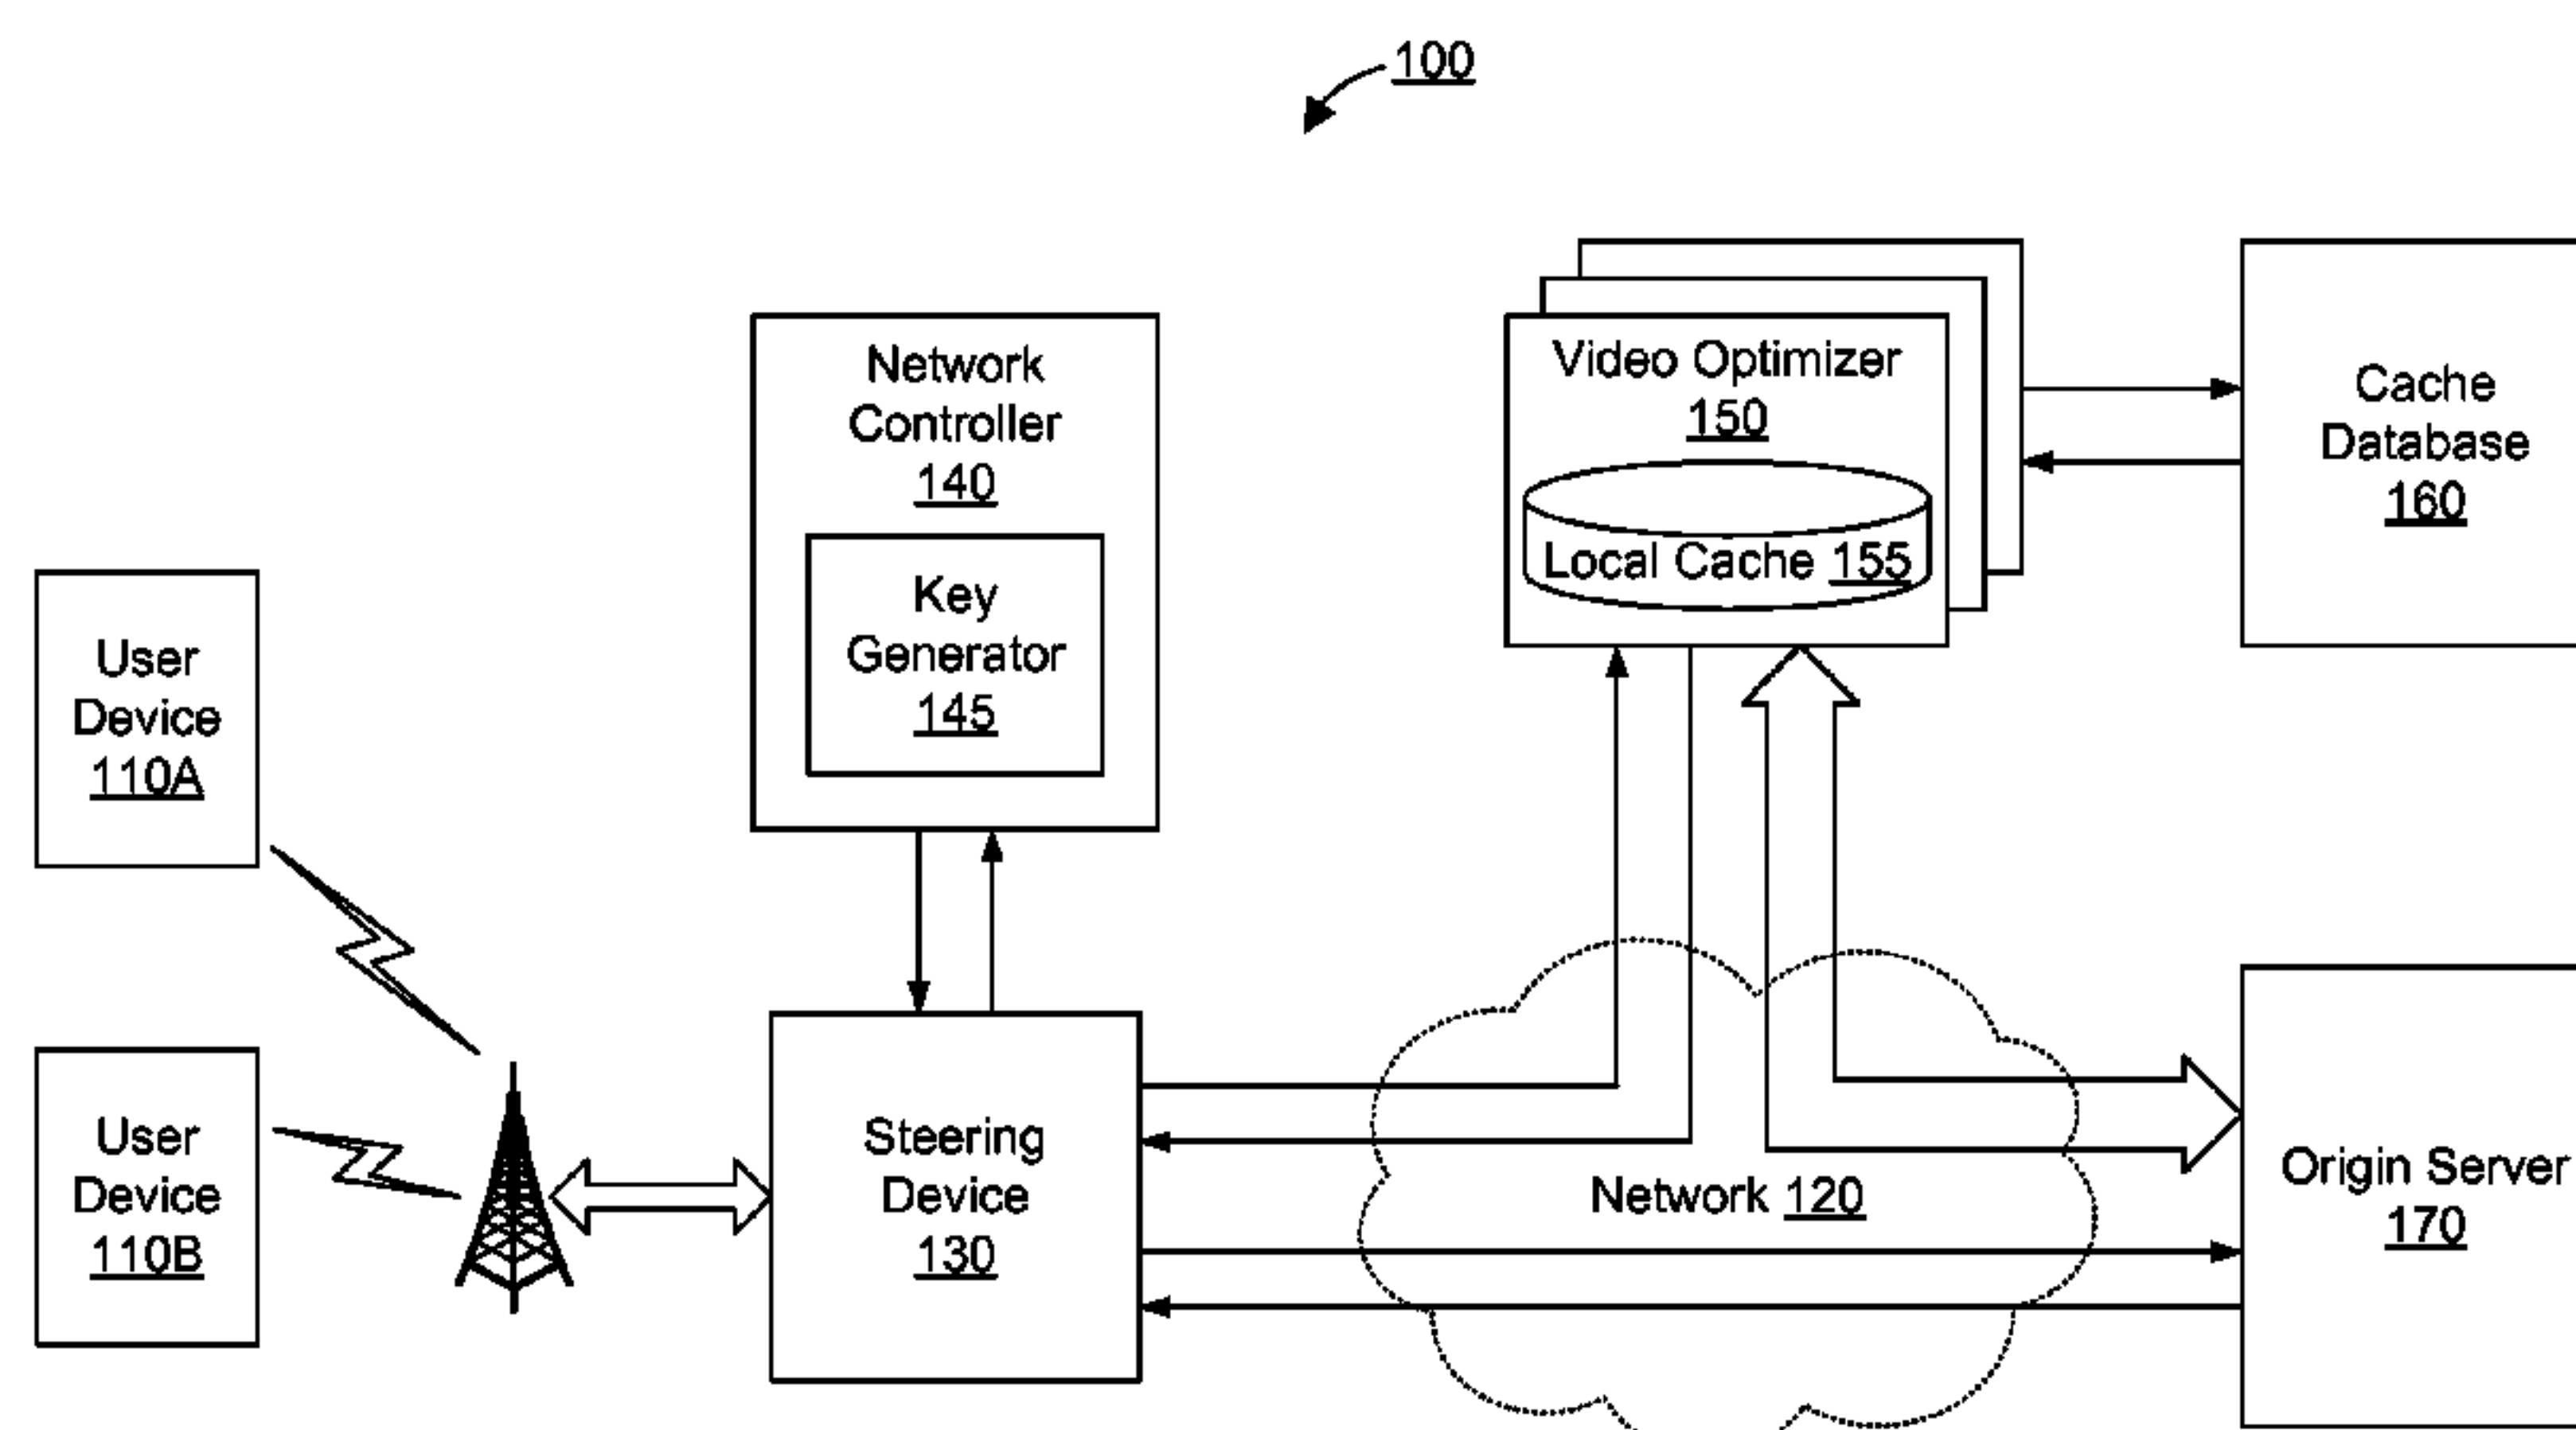 100
Network
Controller
140
Key
Generator
145
Video Optimizer
150
Local Cache 155
Cache
Database
160
User
Device
110A
User
Device
110B
Steering
Device
130
Network 120
Origin Server
170